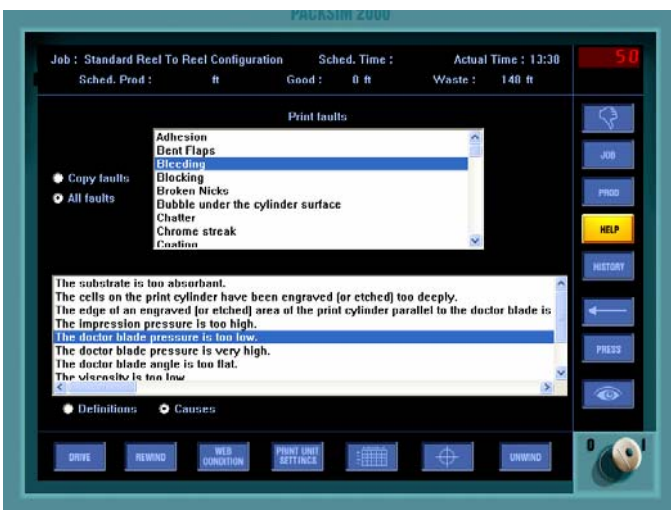 PACKSIM 2000
Job : Standard Reel To Reel Configuration Sched. Time : Actual Time : 13:38
Sched. Prod : ft Good : 0 ft Waste : 148 ft
50
Print faults
Copy faults
All faults
Adhesion
Bent Flaps
Bleeding
Blocking
Broken Nicks
Bubble under the cylinder surface
Chatter
Chrome streak
Coating
JOB
PROD
HELP
HISTORY
PRESS
The substrate is too absorbant.
The cells on the print cylinder have been engraved (or etched) too deeply.
The edge of an engraved (or etched) area of the print cylinder parallel to the doctor blade is
The impression pressure is too high.
The doctor blade pressure is too low.
The doctor blade pressure is very high.
The doctor blade angle is too flat.
The viscosity is too low
Definitions Causes
DRIVE
REWIND
WEB CONDITION
PRINT UNIT SETTINGS
UNWIND
0 I